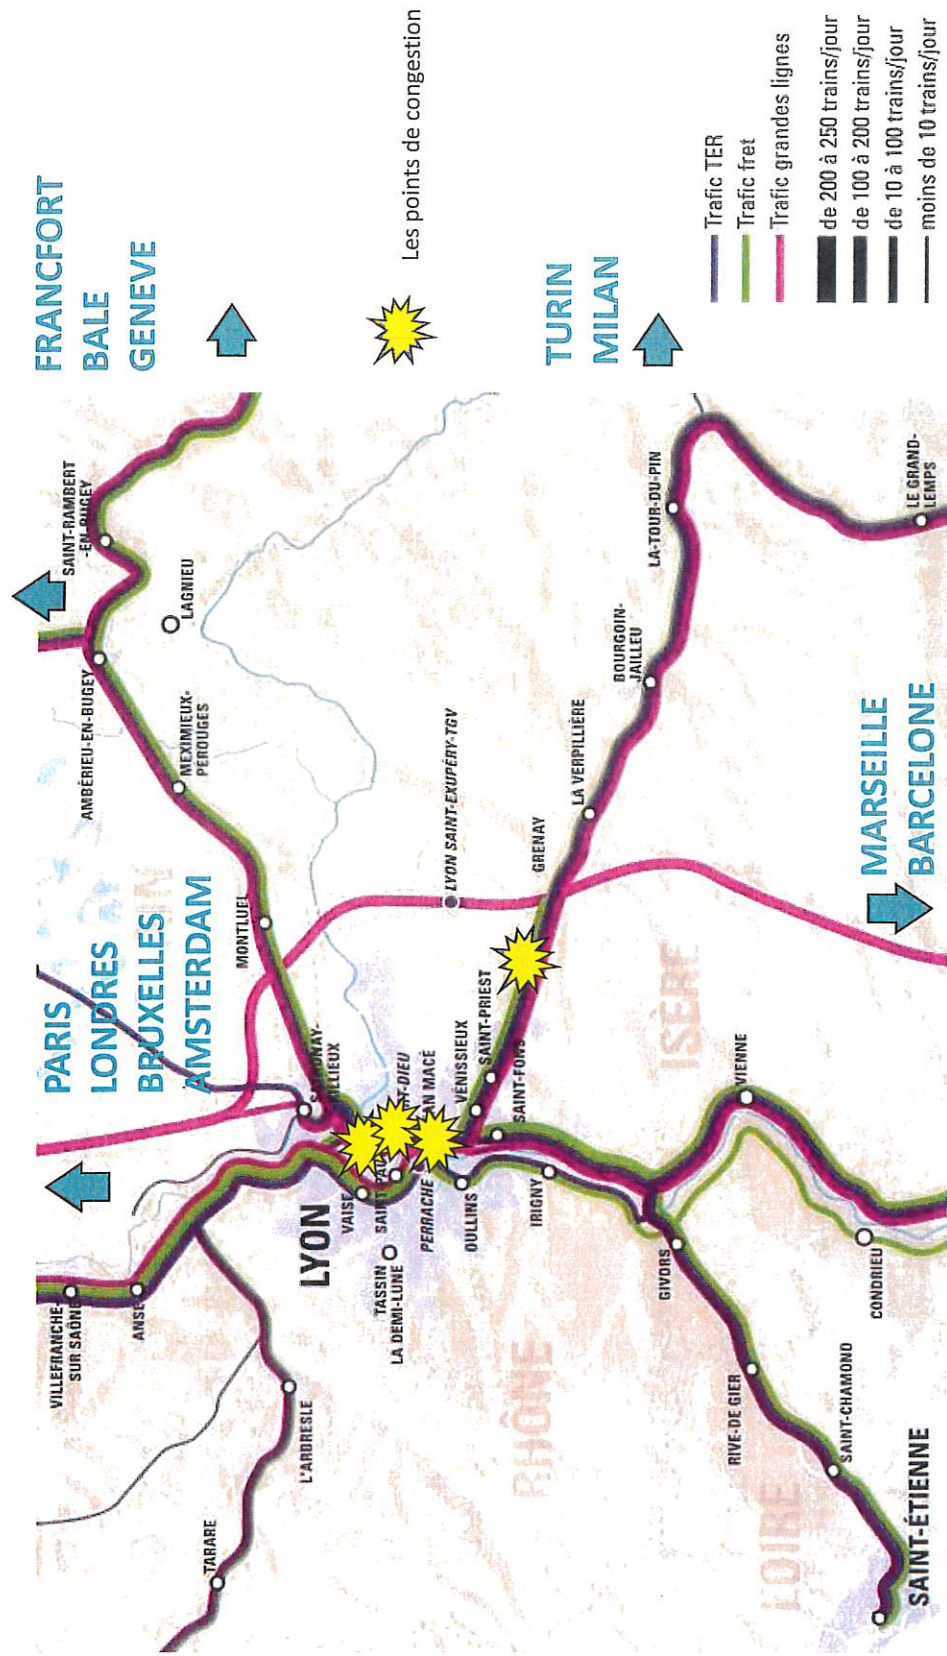 FRANCFORT
BALE
GENEVE
Les points de congestion
TURIN
MILAN
Trafic TER
Trafic fret
Trafic grandes lignes
de 200 à 250 trains/jour
de 100 à 200 trains/jour
de 10 à 100 trains/jour
moins de 10 trains/jour
PARIS
LONDRES
BRUXELLES
AMSTERDAM
MARSEILLE
BARCELONE
SAINT-RAMBERT
-EN-BUGEY
LAGNIEU
AMBÉRIEU-EN-BUGEY
MEXIMIEUX-
PEROUGES
MONTLUEL
LYON SAINT-EXUPÉRY-TGV
GRENAY
LA VERPILLIÈRE
BOURGOIN-
JAILLEU
LA-TOUR-DU-PIN
LE GRAND-
LEMPS
SAINT-PRIEST
VÉNISSIEUX
SAINT-FONS
LYON
VAISE
SAINT-PAUL
PERRACHE
OULLINS
IRIGNY
TASSIN
LA DEMI-LUNE
VILLEFRANCHE-
SUR SAÔNE
ANSE
L'ARBRESLE
TARARE
GIVORS
VIENNE
CONDRIEU
RIVE-DE GIER
SAINT-CHAMOND
SAINT-ÉTIENNE
ISÈRE
RHÔNE
LOIRE